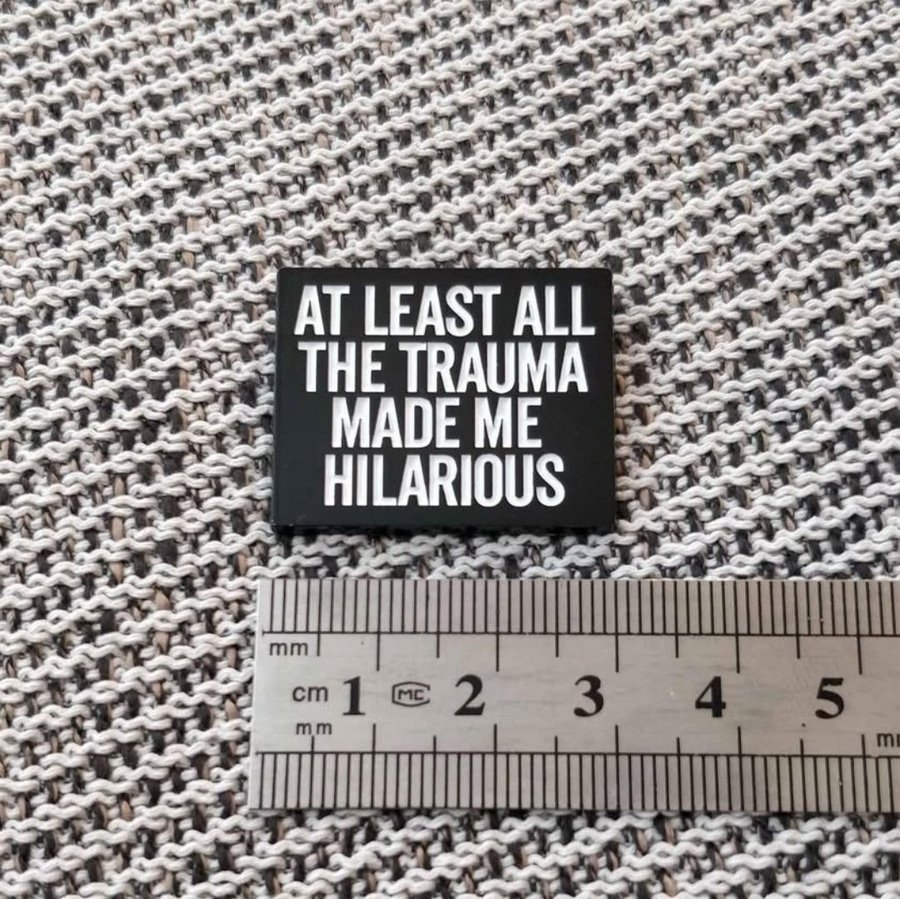 AT LEAST ALL
THE TRAUMA
MADE ME
HILARIOUS
mm
cm 1 MC 2 3 4 5
mm